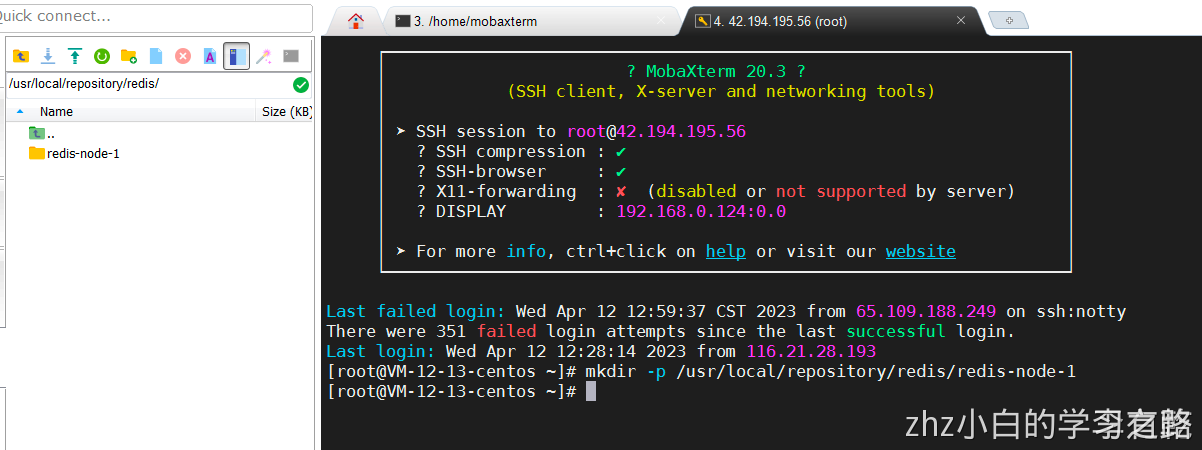 Quick connect...
3. /home/mobaxterm
4. 42.194.195.56 (root)
/usr/local/repository/redis/
Name Size (KB)
..
redis-node-1
? MobaXterm 20.3 ?
(SSH client, X-server and networking tools)
➤ SSH session to root@42.194.195.56
? SSH compression : ✔
? SSH-browser : ✔
? X11-forwarding : ✘ (disabled or not supported by server)
? DISPLAY : 192.168.0.124:0.0
➤ For more info, ctrl+click on help or visit our website
Last failed login: Wed Apr 12 12:59:37 CST 2023 from 65.109.188.249 on ssh:notty
There were 351 failed login attempts since the last successful login.
Last login: Wed Apr 12 12:28:14 2023 from 116.21.28.193
[root@VM-12-13-centos ~]# mkdir -p /usr/local/repository/redis/redis-node-1
[root@VM-12-13-centos ~]#
zhz小白的学习之路